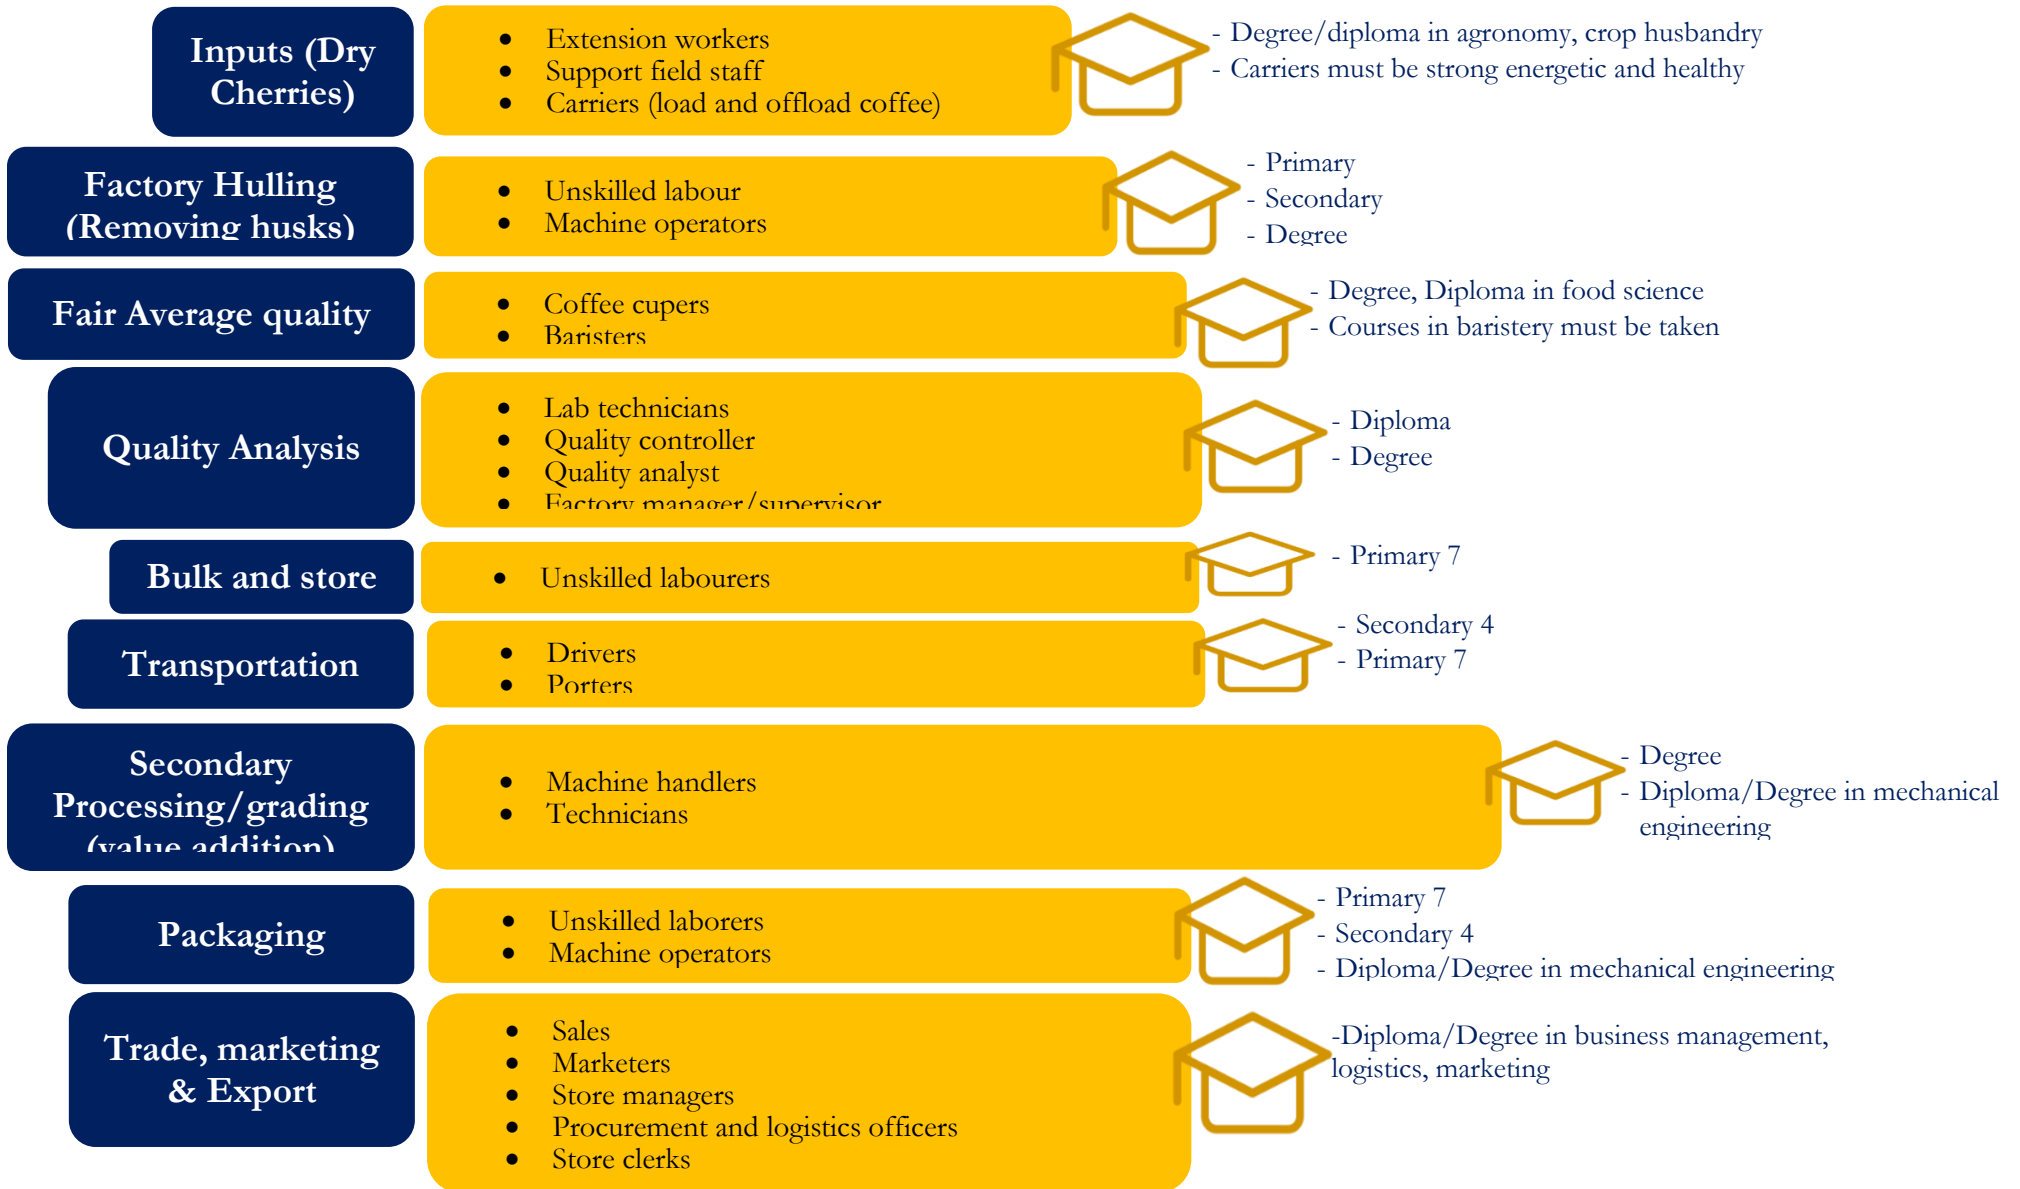 Inputs (Dry
Cherries)
• Extension workers
• Support field staff
• Carriers (load and offload coffee)
- Degree/diploma in agronomy, crop husbandry
- Carriers must be strong energetic and healthy
Factory Hulling
(Removing husks)
• Unskilled labour
• Machine operators
- Primary
- Secondary
- Degree
Fair Average quality
• Coffee cupers
• Baristers
- Degree, Diploma in food science
- Courses in baristery must be taken
Quality Analysis
• Lab technicians
• Quality controller
• Quality analyst
• Factory manager/supervisor
- Diploma
- Degree
Bulk and store
• Unskilled labourers
- Primary 7
Transportation
• Drivers
• Porters
- Secondary 4
- Primary 7
Secondary
Processing/grading
(value addition)
• Machine handlers
• Technicians
- Degree
- Diploma/Degree in mechanical
engineering
Packaging
• Unskilled laborers
• Machine operators
- Primary 7
- Secondary 4
- Diploma/Degree in mechanical engineering
Trade, marketing
& Export
• Sales
• Marketers
• Store managers
• Procurement and logistics officers
• Store clerks
-Diploma/Degree in business management,
logistics, marketing